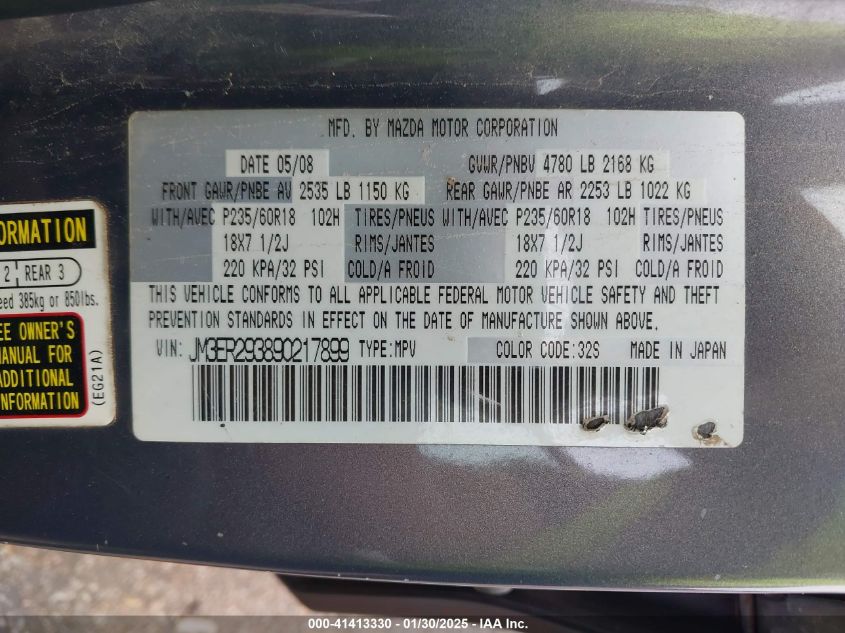 MFD. BY MAZDA MOTOR CORPORATION
DATE 05/08 GVWR/PNBV 4780 LB 2168 KG
FRONT GAWR/PNBE AV 2535 LB 1150 KG REAR GAWR/PNBE AR 2253 LB 1022 KG
WITH/AVEC P235/60R18 102H TIRES/PNEUS WITH/AVEC P235/60R18 102H TIRES/PNEUS
18X7 1/2J RIMS/JANTES 18X7 1/2J RIMS/JANTES
220 KPA/32 PSI COLD/A FROID 220 KPA/32 PSI COLD/A FROID
THIS VEHICLE CONFORMS TO ALL APPLICABLE FEDERAL MOTOR VEHICLE SAFETY AND THEFT
PREVENTION STANDARDS IN EFFECT ON THE DATE OF MANUFACTURE SHOWN ABOVE.
VIN: JM3ER293890217899 TYPE:MPV COLOR CODE:32S MADE IN JAPAN
2 REAR 3
385kg or 850lbs.
OWNER'S
MANUAL FOR
ADDITIONAL
INFORMATION
(EG21A)
000-41413330 - 01/30/2025 - IAA Inc.